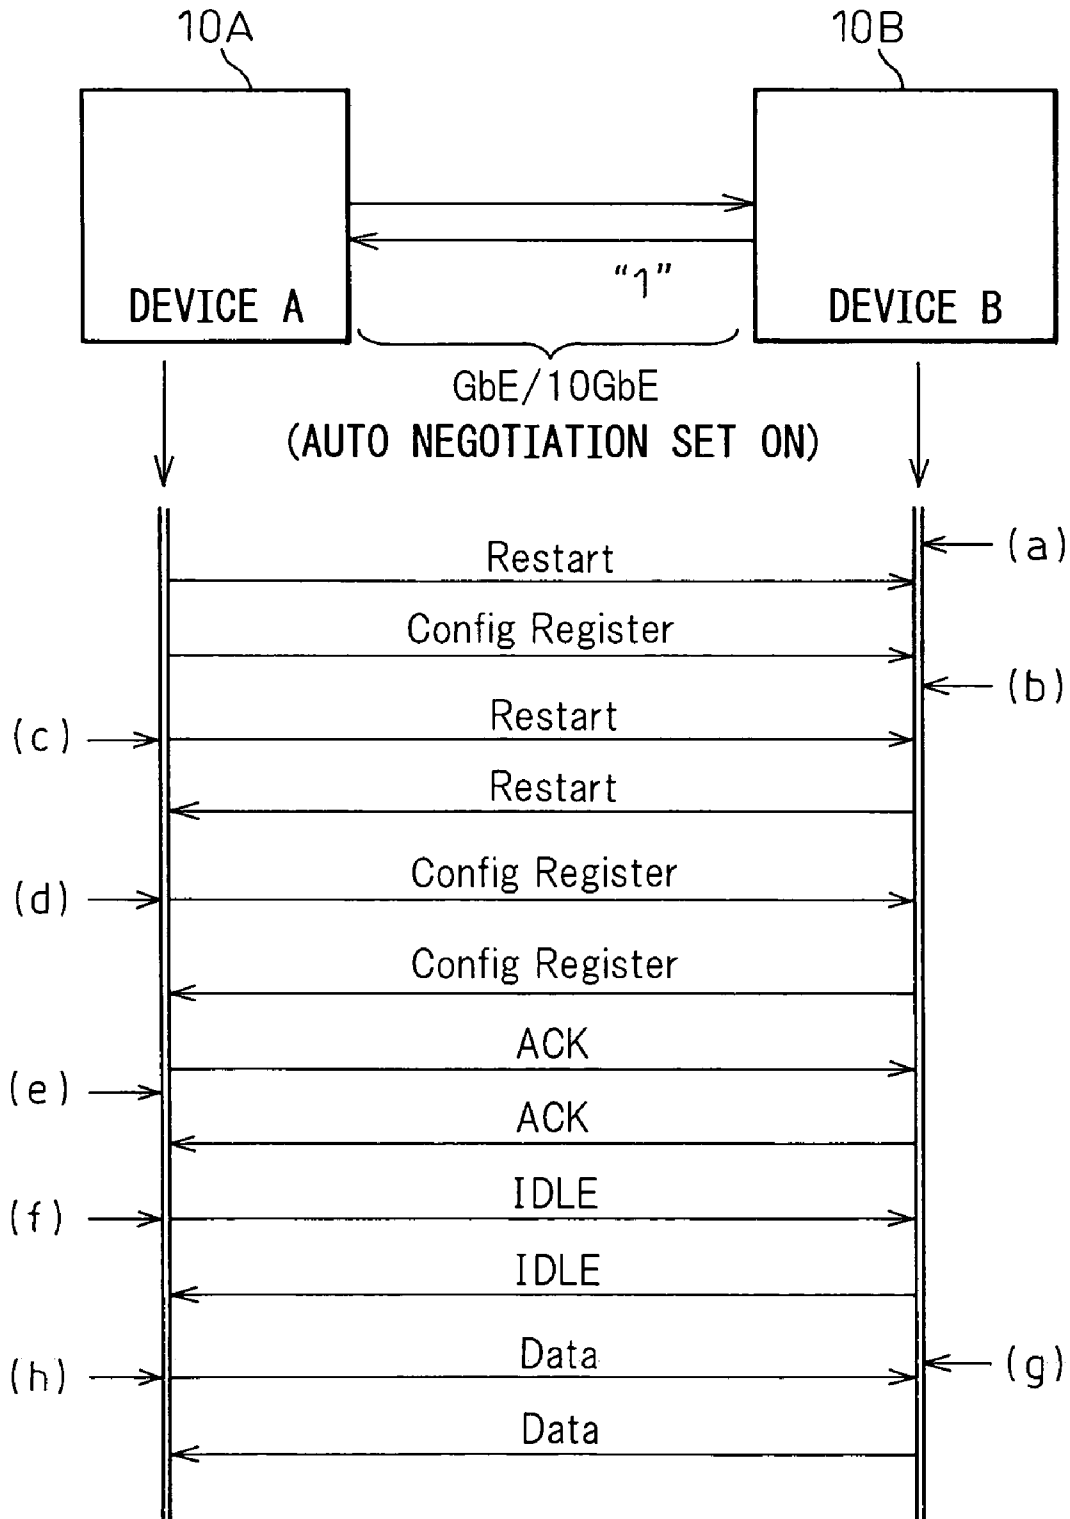 10A
10B
"1"
DEVICE A
DEVICE B
GbE/10GbE
(AUTO NEGOTIATION SET ON)
(a)
Restart
Config Register
(b)
Restart
(c)
Restart
Config Register
(d)
Config Register
ACK
(e)
ACK
IDLE
(f)
IDLE
Data
(g)
(h)
Data